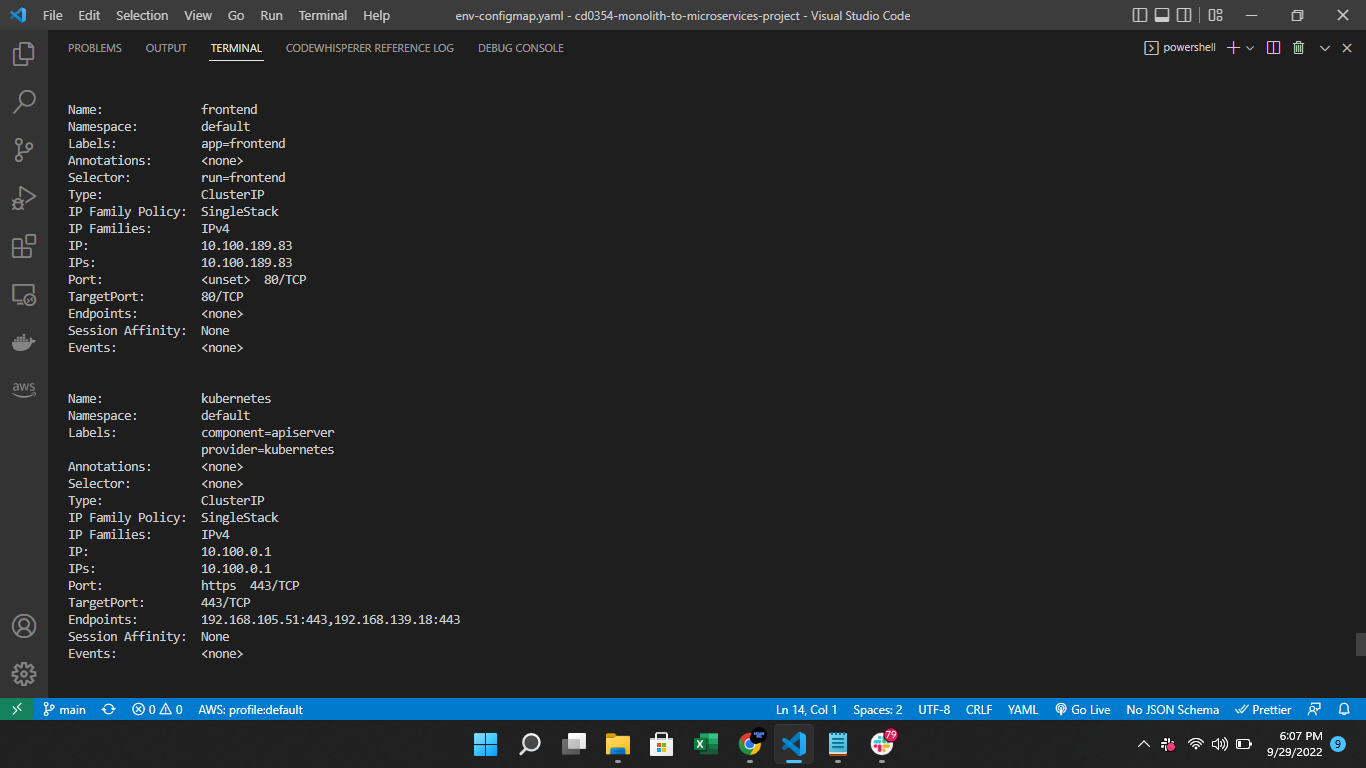 File Edit Selection View Go Run Terminal Help env-configmap.yaml - cd0354-monolith-to-microservices-project - Visual Studio Code
PROBLEMS OUTPUT TERMINAL CODEWHISPERER REFERENCE LOG DEBUG CONSOLE powershell
Name: frontend
Namespace: default
Labels: app=frontend
Annotations: <none>
Selector: run=frontend
Type: ClusterIP
IP Family Policy: SingleStack
IP Families: IPv4
IP: 10.100.189.83
IPs: 10.100.189.83
Port: <unset> 80/TCP
TargetPort: 80/TCP
Endpoints: <none>
Session Affinity: None
Events: <none>
Name: kubernetes
Namespace: default
Labels: component=apiserver
provider=kubernetes
Annotations: <none>
Selector: <none>
Type: ClusterIP
IP Family Policy: SingleStack
IP Families: IPv4
IP: 10.100.0.1
IPs: 10.100.0.1
Port: https 443/TCP
TargetPort: 443/TCP
Endpoints: 192.168.105.51:443,192.168.139.18:443
Session Affinity: None
Events: <none>
aws
main 0 0 AWS: profile:default Ln 14, Col 1 Spaces: 2 UTF-8 CRLF YAML Go Live No JSON Schema Prettier
79
6:07 PM
9/29/2022 9